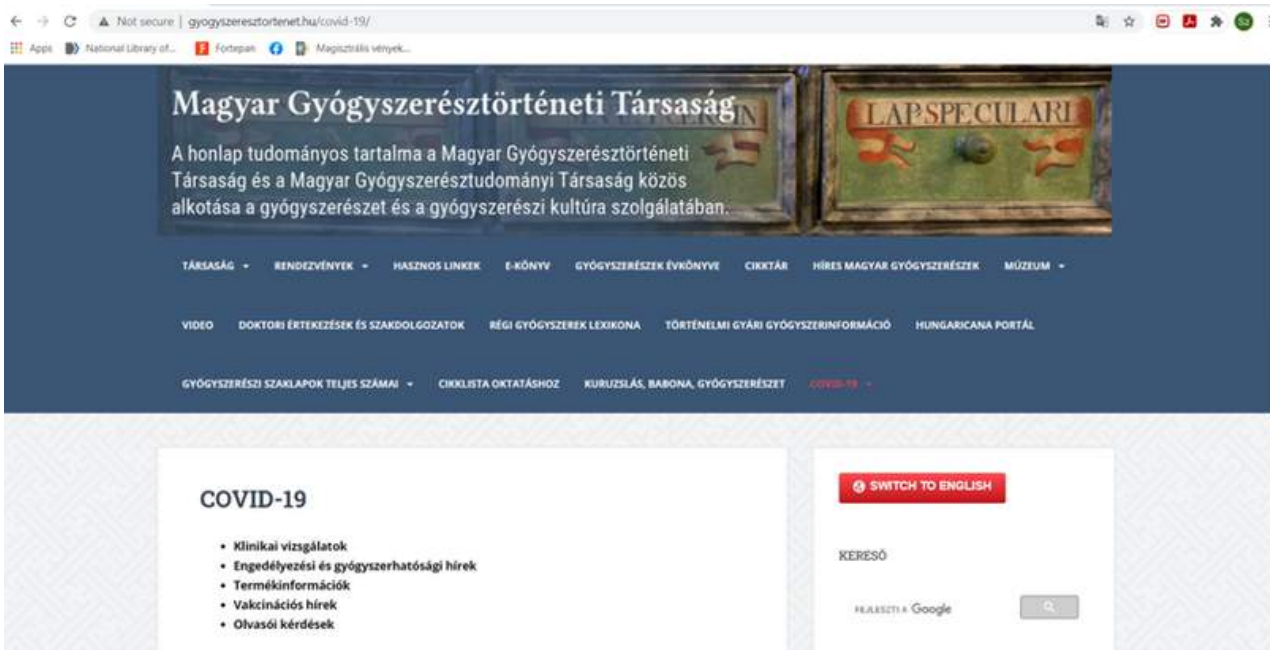 Not secure | gyogyszeresztortenet.hu/covid-19/
Sz
Apps National Library of... Fortepan Magisztrális vények...
Magyar Gyógyszerésztörténeti Társaság
LAP.SPECULARI
A honlap tudományos tartalma a Magyar Gyógyszerésztörténeti
Társaság és a Magyar Gyógyszerésztudományi Társaság közös
alkotása a gyógyszerészet és a gyógyszerészi kultúra szolgálatában.
TÁRSASÁG RENDEZVÉNYEK HASZNOS LINKEK E-KÖNYV GYÓGYSZERÉSZEK ÉVKÖNYVE CIKKTÁR HÍRES MAGYAR GYÓGYSZERÉSZEK MÚZEUM
VIDEO DOKTORI ÉRTEKEZÉSEK ÉS SZAKDOLGOZATOK RÉGI GYÓGYSZEREK LEXIKONA TÖRTÉNELMI GYÁRI GYÓGYSZERINFORMÁCIÓ HUNGARICANA PORTÁL
GYÓGYSZERÉSZI SZAKLAPOK TELJES SZÁMAI CIKKLISTA OKTATÁSHOZ KURUZSLÁS, BABONA, GYÓGYSZERÉSZET COVID-19
COVID-19
• Klinikai vizsgálatok
• Engedélyezési és gyógyszerhatósági hírek
• Termékinformációk
• Vakcinációs hírek
• Olvasói kérdések
SWITCH TO ENGLISH
KERESŐ
FEJLESZTI A Google